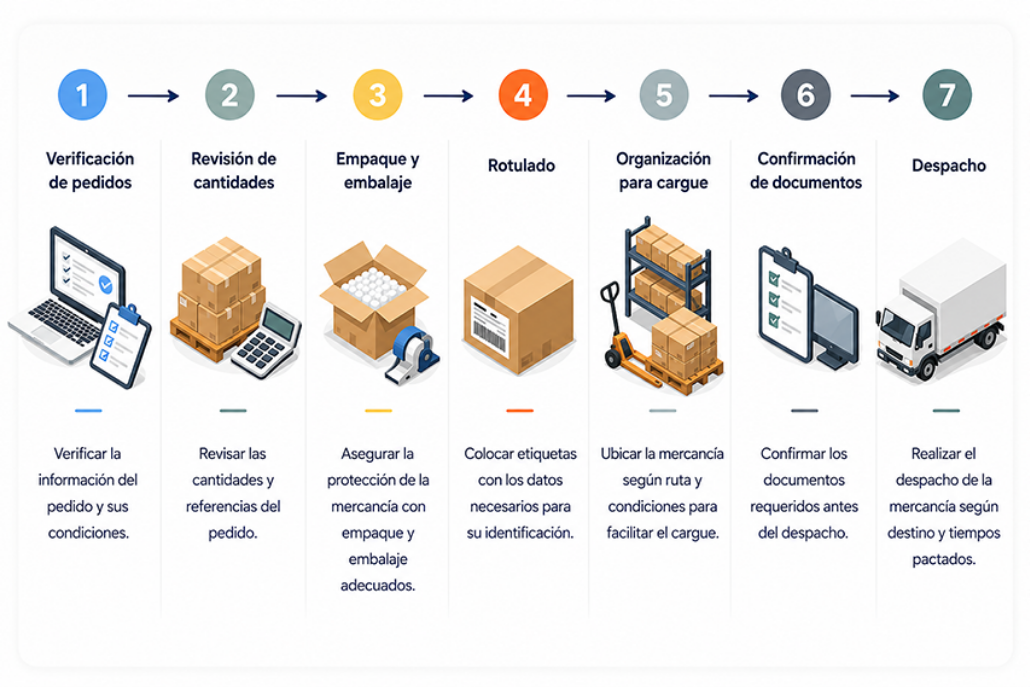 1
2
3
4
5
6
7
Verificación
de pedidos
Revisión de
cantidades
Empaque y
embalaje
Rotulado
Organización
para cargue
Confirmación
de documentos
Despacho
Verificar la
información del
pedido y sus
condiciones.
Revisar las
cantidades y
referencias del
pedido.
Asegurar la
protección de la
mercancía con
empaque y
embalaje
adecuados.
Colocar etiquetas
con los datos
necesarios para
su identificación.
Ubicar la mercancía
según ruta y
condiciones para
facilitar el cargue.
Confirmar los
documentos
requeridos antes
del despacho.
Realizar el
despacho de la
mercancía según
destino y tiempos
pactados.